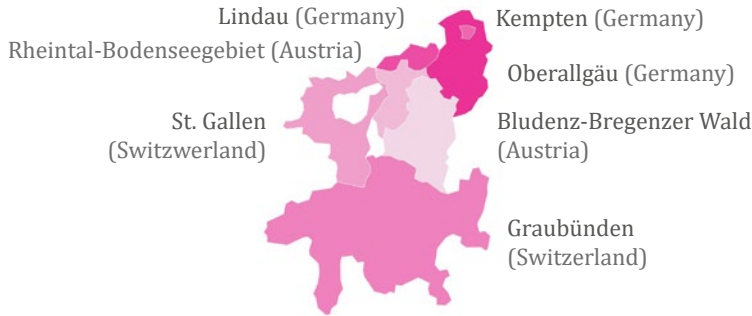 Lindau (Germany)
Kempten (Germany)
Rheintal-Bodenseegebiet (Austria)
Oberallgäu (Germany)
St. Gallen
(Switzwerland)
Bludenz-Bregenzer Wald
(Austria)
Graubünden
(Switzerland)